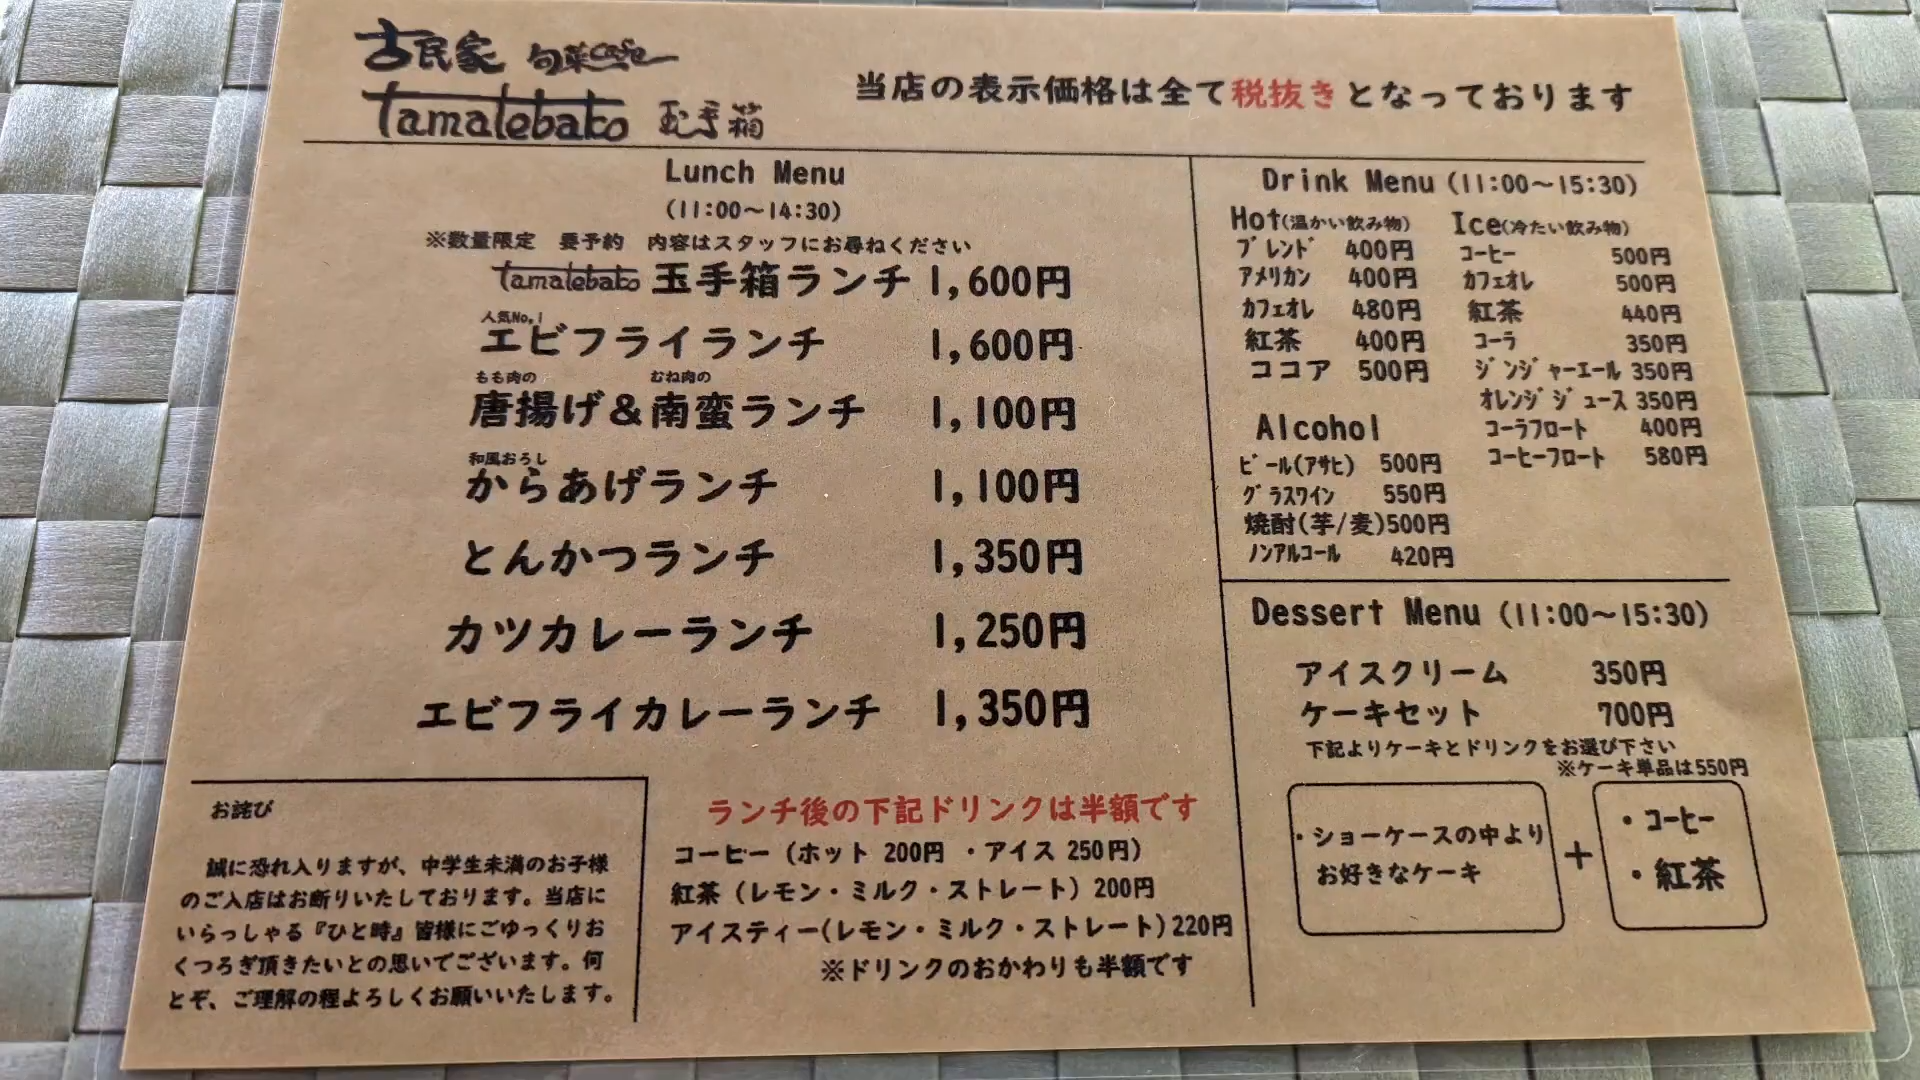 古民家 旬菜cafe
tamatebako 玉手箱
当店の表示価格は全て税抜きとなっております
Lunch Menu
(11:00～14:30)
※数量限定 要予約 内容はスタッフにお尋ねください
tamatebako 玉手箱ランチ 1,600円
人気No.1
エビフライランチ 1,600円
もも肉の むね肉の
唐揚げ&南蛮ランチ 1,100円
和風おろし
からあげランチ 1,100円
とんかつランチ 1,350円
カツカレーランチ 1,250円
エビフライカレーランチ 1,350円
お詫び
誠に恐れ入りますが、中学生未満のお子様
のご入店はお断りいたしております。当店に
いらっしゃる『ひと時』皆様にごゆっくりお
くつろぎ頂きたいとの思いでございます。何
とぞ、ご理解の程よろしくお願いいたします。
ランチ後の下記ドリンクは半額です
コーヒー(ホット 200円 ・アイス 250円)
紅茶(レモン・ミルク・ストレート) 200円
アイスティー(レモン・ミルク・ストレート) 220円
※ドリンクのおかわりも半額です
Drink Menu (11:00～15:30)
Hot(温かい飲み物)
ブレンド 400円
アメリカン 400円
カフェオレ 480円
紅茶 400円
ココア 500円
Ice(冷たい飲み物)
コーヒー 500円
カフェオレ 500円
紅茶 440円
コーラ 350円
ジンジャーエール 350円
オレンジジュース 350円
コーラフロート 400円
コーヒーフロート 580円
Alcohol
ビール(アサヒ) 500円
グラスワイン 550円
焼酎(芋/麦)500円
ノンアルコール 420円
Dessert Menu (11:00～15:30)
アイスクリーム 350円
ケーキセット 700円
下記よりケーキとドリンクをお選び下さい
※ケーキ単品は550円
・ショーケースの中より
お好きなケーキ
+
・コーヒー
・紅茶